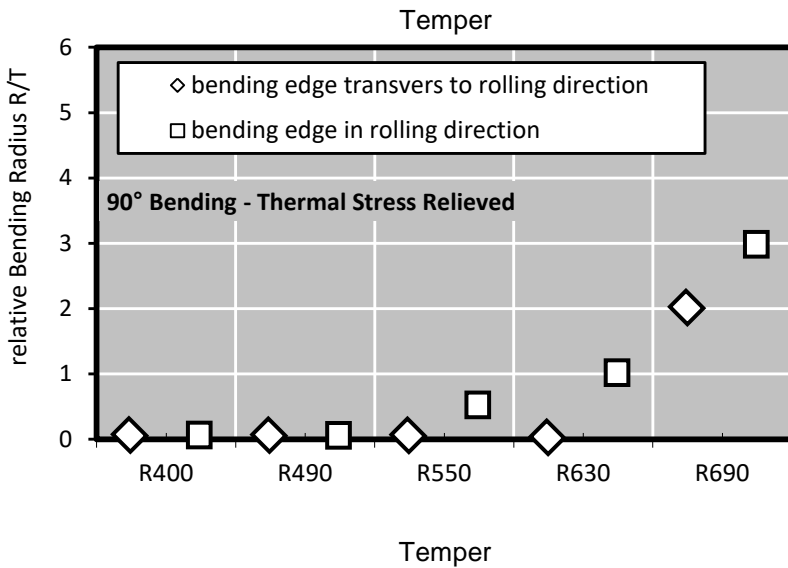 Temper
relative Bending Radius R/T
6
5
4
3
2
1
0
◇ bending edge transvers to rolling direction
□ bending edge in rolling direction
90° Bending - Thermal Stress Relieved
R400 R490 R550 R630 R690
Temper